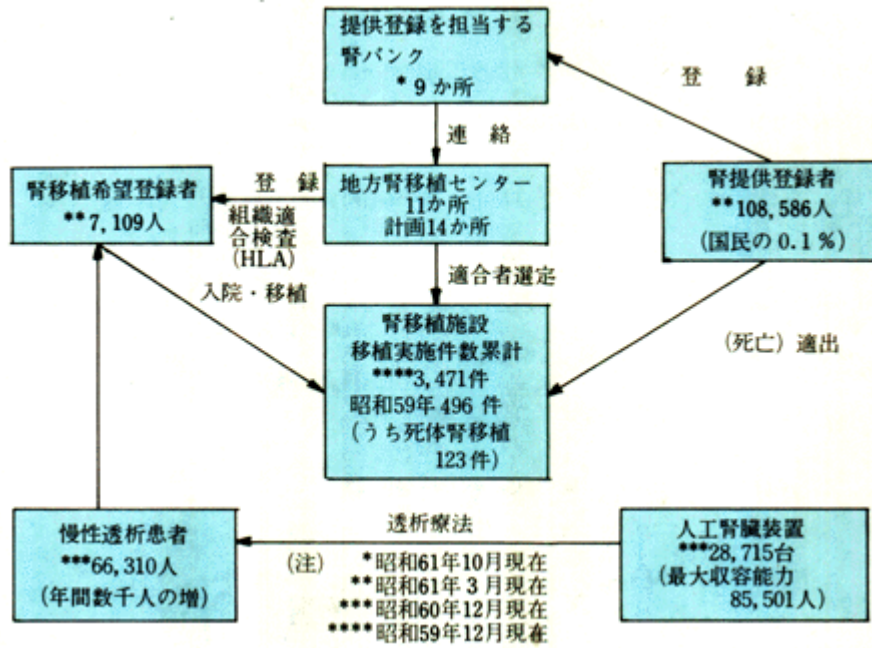 提供登録を担当する
腎バンク
*9か所
登 録
連 絡
腎移植希望登録者
**7,109人
登 録
組織適
合検査
(HLA)
地方腎移植センター
11か所
計画14か所
腎提供登録者
**108,586人
(国民の0.1%)
入院・移植
適合者選定
腎移植施設
移植実施件数累計
****3,471件
昭和59年 496 件
(うち死体腎移植
123件)
(死亡) 適出
慢性透析患者
***66,310人
(年間数千人の増)
透析療法
人工腎臓装置
***28,715台
(最大収容能力
85,501人)
(注) *昭和61年10月現在
**昭和61年3月現在
***昭和60年12月現在
****昭和59年12月現在